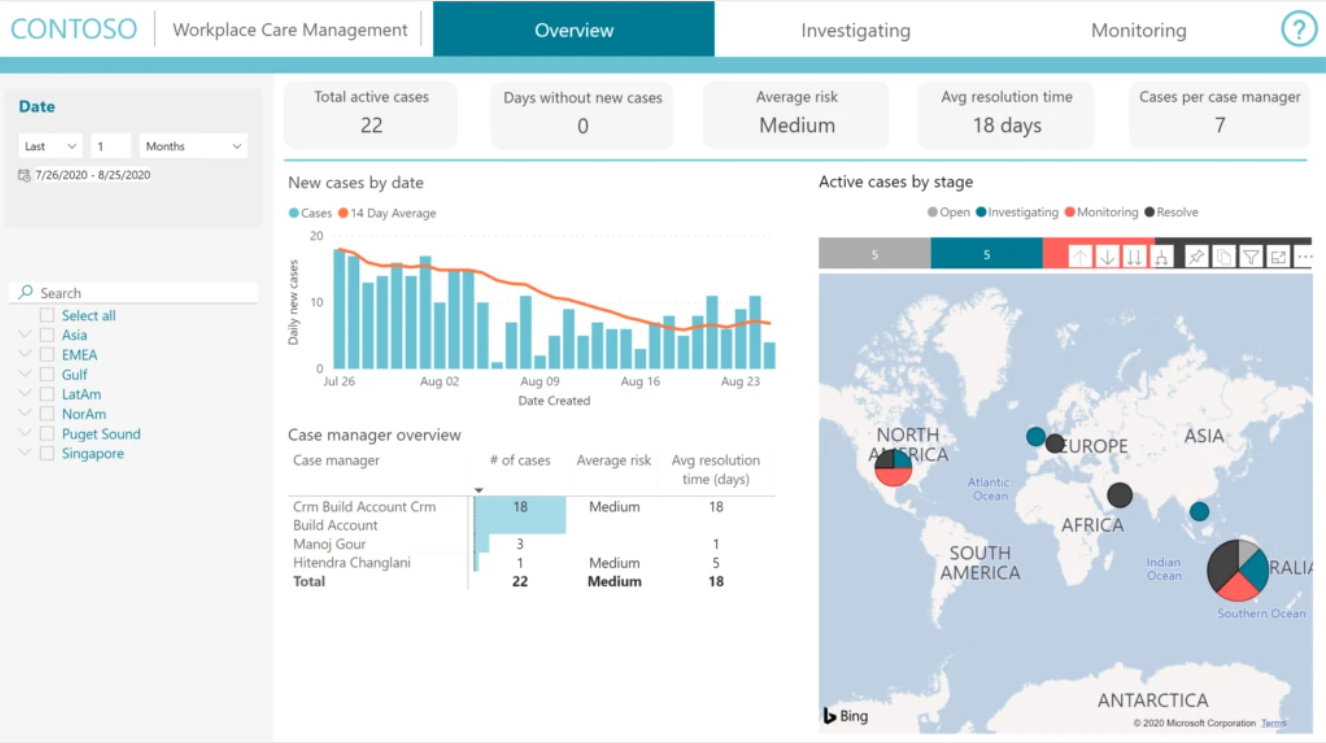 CONTOSO
Workplace Care Management
Overview
Investigating
Monitoring
?
Date
Last
1
Months
7/26/2020 - 8/25/2020
Search
Select all
Asia
EMEA
Gulf
LatAm
NorAm
Puget Sound
Singapore
Total active cases
22
Days without new cases
0
Average risk
Medium
Avg resolution time
18 days
Cases per case manager
7
New cases by date
Cases 14 Day Average
Daily new cases
20
10
0
Jul 26 Aug 02 Aug 09 Aug 16 Aug 23
Date Created
Case manager overview
Case manager # of cases Average risk Avg resolution
time (days)
Crm Build Account Crm 18 Medium 18
Build Account
Manoj Gour 3 1
Hitendra Changlani 1 Medium 5
Total 22 Medium 18
Active cases by stage
Open Investigating Monitoring Resolve
5 5
NORTH
AMERICA
EUROPE
ASIA
Atlantic
Ocean
AFRICA
SOUTH
AMERICA
Indian
Ocean
RALIA
Southern Ocean
ANTARCTICA
Bing
© 2020 Microsoft Corporation Terms